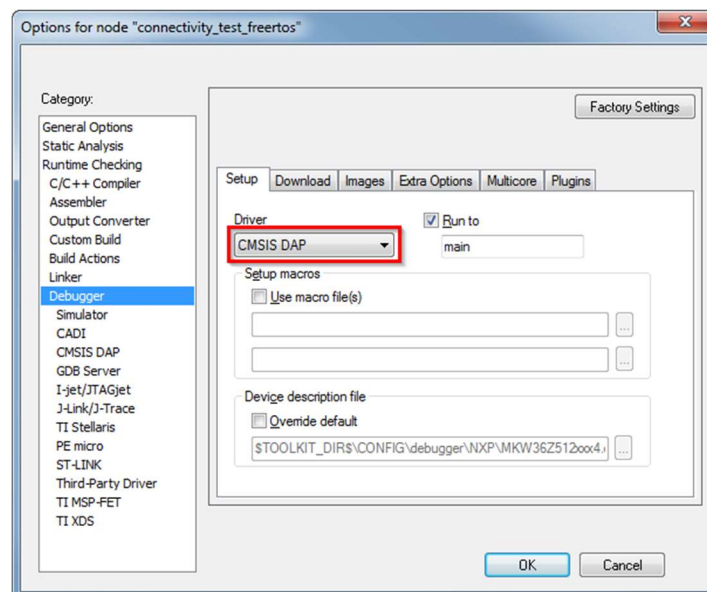 Options for node "connectivity_test_freertos"
Category:
Factory Settings
General Options
Static Analysis
Runtime Checking
C/C++ Compiler
Assembler
Output Converter
Custom Build
Build Actions
Linker
Debugger
Simulator
CADI
CMSIS DAP
GDB Server
I-jet/JTAGjet
J-Link/J-Trace
TI Stellaris
PE micro
ST-LINK
Third-Party Driver
TI MSP-FET
TI XDS
Setup Download Images Extra Options Multicore Plugins
Driver
Run to
CMSIS DAP
main
Setup macros
Use macro file(s)
...
...
Device description file
Override default
$TOOLKIT_DIR$\CONFIG\debugger\NXP\MKW36Z512xxx4. ...
OK Cancel